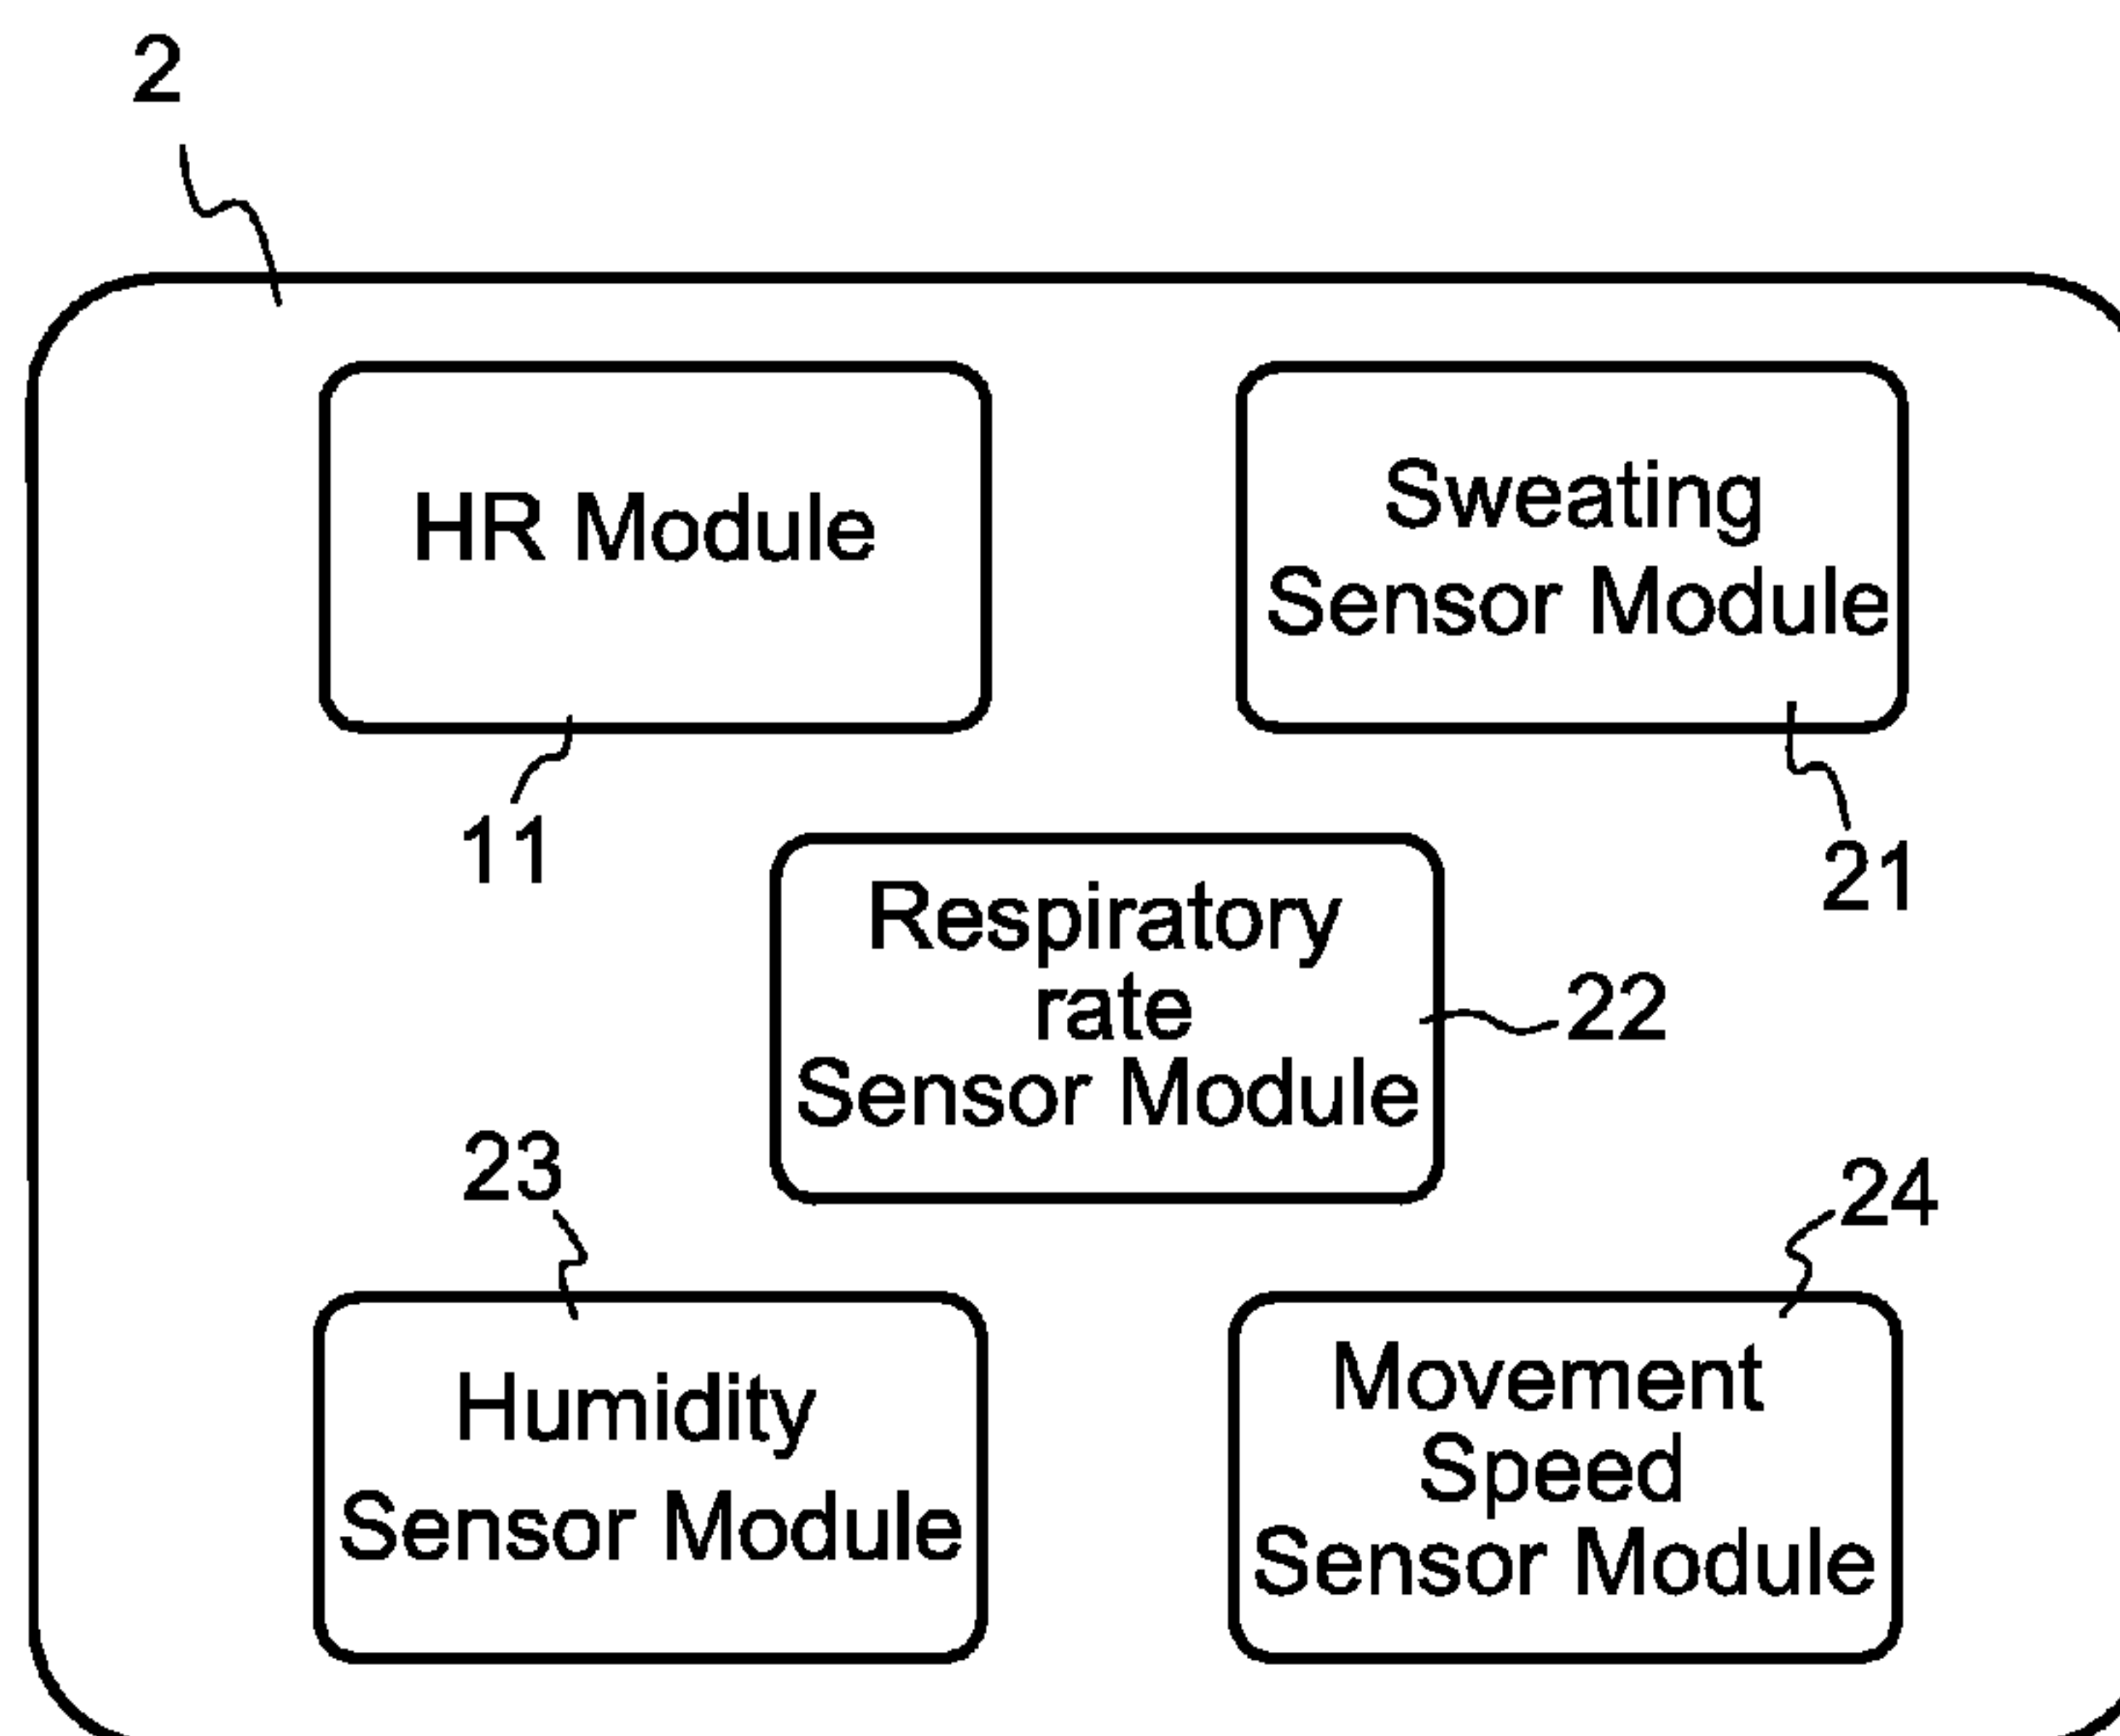 2
HR Module
Sweating
Sensor Module
11
21
Respiratory
rate
Sensor Module
22
23
24
Humidity
Sensor Module
Movement
Speed
Sensor Module